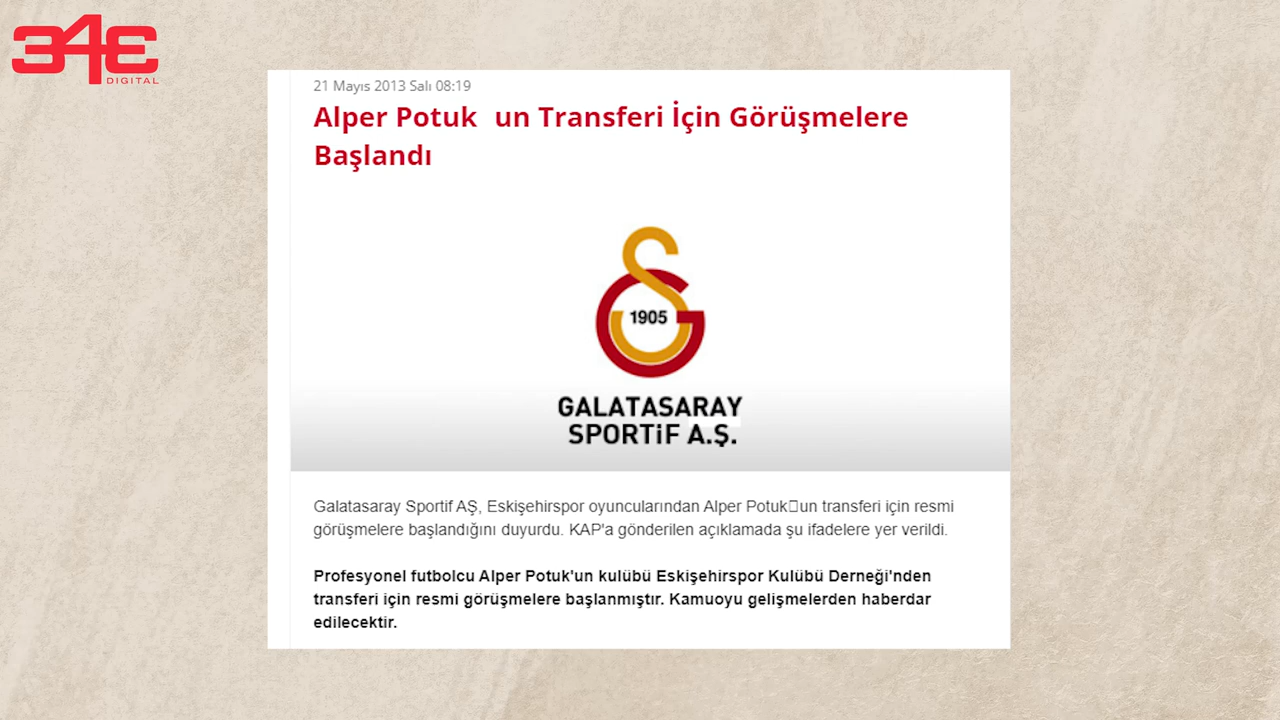 34E
DIGITAL
21 Mayıs 2013 Salı 08:19
Alper Potuk un Transferi İçin Görüşmelere
Başlandı
1905
GALATASARAY
SPORTiF A.Ş.
Galatasaray Sportif AŞ, Eskişehirspor oyuncularından Alper Potuk▯un transferi için resmi
görüşmelere başlandığını duyurdu. KAP'a gönderilen açıklamada şu ifadelere yer verildi.
Profesyonel futbolcu Alper Potuk'un kulübü Eskişehirspor Kulübü Derneği'nden
transferi için resmi görüşmelere başlanmıştır. Kamuoyu gelişmelerden haberdar
edilecektir.